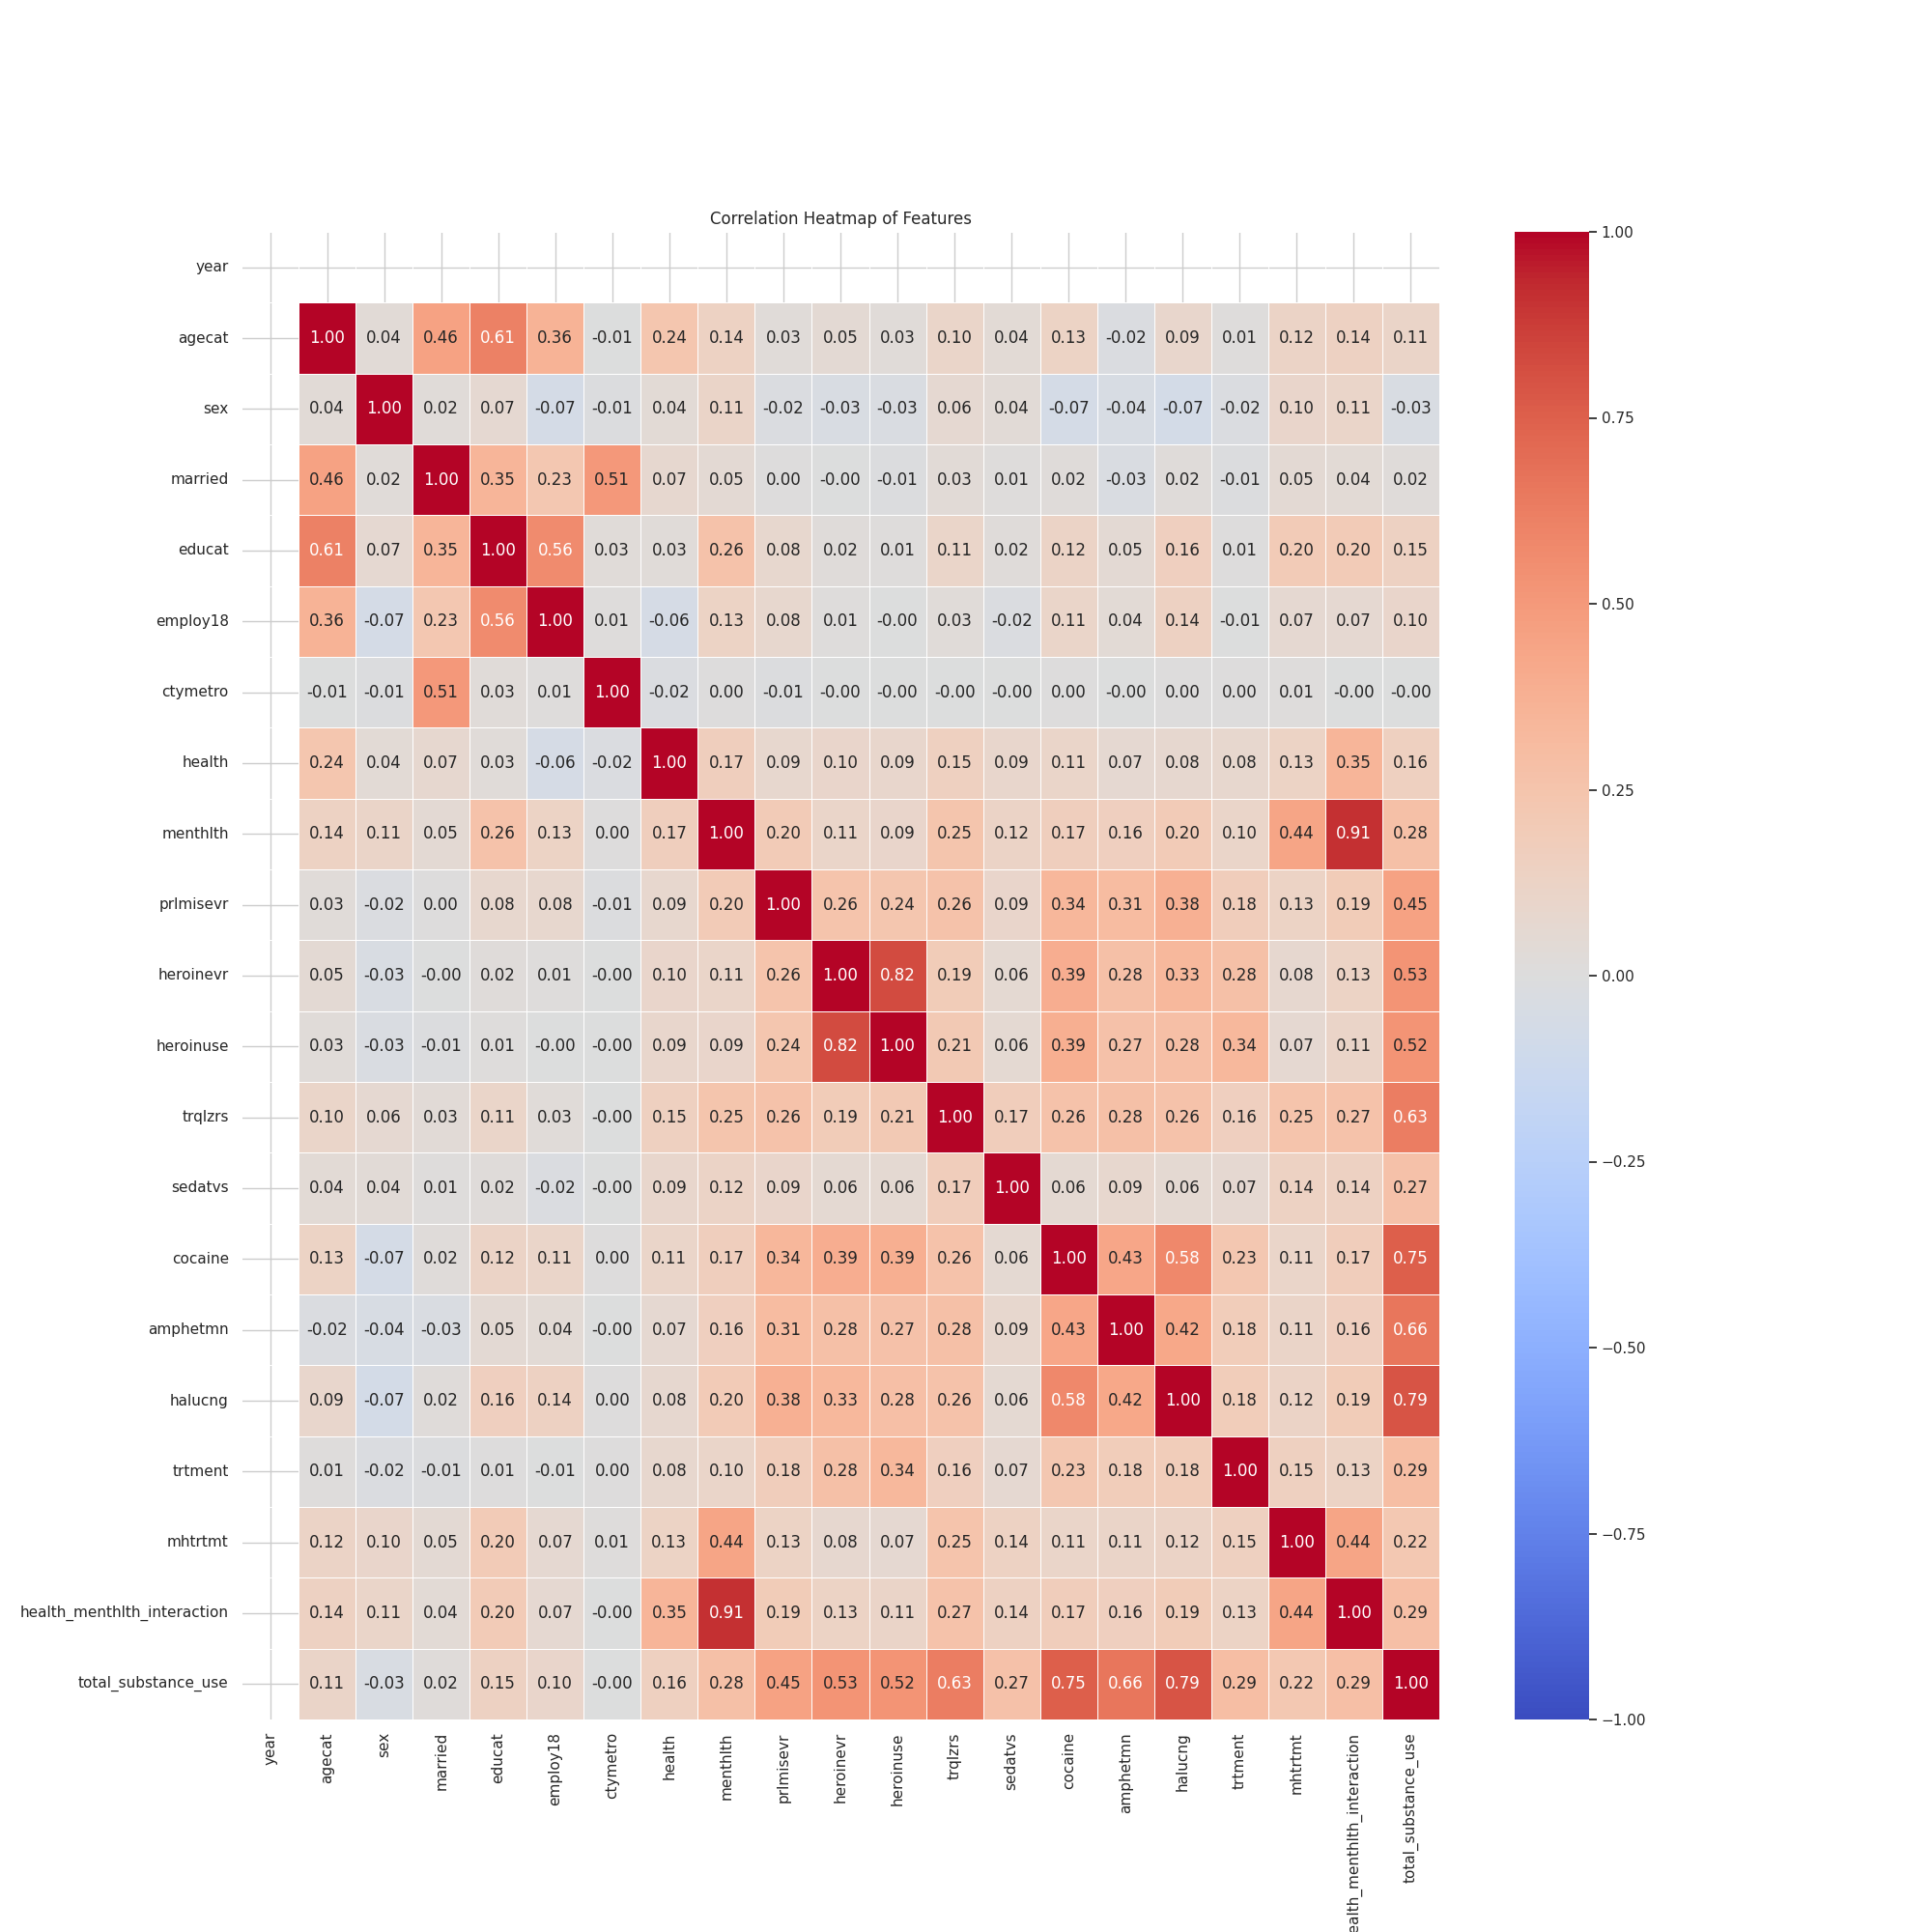 Correlation Heatmap of Features
year
agecat 1.00 0.04 0.46 0.61 0.36 -0.01 0.24 0.14 0.03 0.05 0.03 0.10 0.04 0.13 -0.02 0.09 0.01 0.12 0.14 0.11
sex 0.04 1.00 0.02 0.07 -0.07 -0.01 0.04 0.11 -0.02 -0.03 -0.03 0.06 0.04 -0.07 -0.04 -0.07 -0.02 0.10 0.11 -0.03
married 0.46 0.02 1.00 0.35 0.23 0.51 0.07 0.05 0.00 -0.00 -0.01 0.03 0.01 0.02 -0.03 0.02 -0.01 0.05 0.04 0.02
educat 0.61 0.07 0.35 1.00 0.56 0.03 0.03 0.26 0.08 0.02 0.01 0.11 0.02 0.12 0.05 0.16 0.01 0.20 0.20 0.15
employ18 0.36 -0.07 0.23 0.56 1.00 0.01 -0.06 0.13 0.08 0.01 -0.00 0.03 -0.02 0.11 0.04 0.14 -0.01 0.07 0.07 0.10
ctymetro -0.01 -0.01 0.51 0.03 0.01 1.00 -0.02 0.00 -0.01 -0.00 -0.00 -0.00 -0.00 0.00 -0.00 0.00 0.00 0.01 -0.00 -0.00
health 0.24 0.04 0.07 0.03 -0.06 -0.02 1.00 0.17 0.09 0.10 0.09 0.15 0.09 0.11 0.07 0.08 0.08 0.13 0.35 0.16
menthlth 0.14 0.11 0.05 0.26 0.13 0.00 0.17 1.00 0.20 0.11 0.09 0.25 0.12 0.17 0.16 0.20 0.10 0.44 0.91 0.28
prlmisevr 0.03 -0.02 0.00 0.08 0.08 -0.01 0.09 0.20 1.00 0.26 0.24 0.26 0.09 0.34 0.31 0.38 0.18 0.13 0.19 0.45
heroinevr 0.05 -0.03 -0.00 0.02 0.01 -0.00 0.10 0.11 0.26 1.00 0.82 0.19 0.06 0.39 0.28 0.33 0.28 0.08 0.13 0.53
heroinuse 0.03 -0.03 -0.01 0.01 -0.00 -0.00 0.09 0.09 0.24 0.82 1.00 0.21 0.06 0.39 0.27 0.28 0.34 0.07 0.11 0.52
trqlzrs 0.10 0.06 0.03 0.11 0.03 -0.00 0.15 0.25 0.26 0.19 0.21 1.00 0.17 0.26 0.28 0.26 0.16 0.25 0.27 0.63
sedatvs 0.04 0.04 0.01 0.02 -0.02 -0.00 0.09 0.12 0.09 0.06 0.06 0.17 1.00 0.06 0.09 0.06 0.07 0.14 0.14 0.27
cocaine 0.13 -0.07 0.02 0.12 0.11 0.00 0.11 0.17 0.34 0.39 0.39 0.26 0.06 1.00 0.43 0.58 0.23 0.11 0.17 0.75
amphetmn -0.02 -0.04 -0.03 0.05 0.04 -0.00 0.07 0.16 0.31 0.28 0.27 0.28 0.09 0.43 1.00 0.42 0.18 0.11 0.16 0.66
halucng 0.09 -0.07 0.02 0.16 0.14 0.00 0.08 0.20 0.38 0.33 0.28 0.26 0.06 0.58 0.42 1.00 0.18 0.12 0.19 0.79
trtment 0.01 -0.02 -0.01 0.01 -0.01 0.00 0.08 0.10 0.18 0.28 0.34 0.16 0.07 0.23 0.18 0.18 1.00 0.15 0.13 0.29
mhtrtmt 0.12 0.10 0.05 0.20 0.07 0.01 0.13 0.44 0.13 0.08 0.07 0.25 0.14 0.11 0.11 0.12 0.15 1.00 0.44 0.22
health_menthlth_interaction 0.14 0.11 0.04 0.20 0.07 -0.00 0.35 0.91 0.19 0.13 0.11 0.27 0.14 0.17 0.16 0.19 0.13 0.44 1.00 0.29
total_substance_use 0.11 -0.03 0.02 0.15 0.10 -0.00 0.16 0.28 0.45 0.53 0.52 0.63 0.27 0.75 0.66 0.79 0.29 0.22 0.29 1.00
year
agecat
sex
married
educat
employ18
ctymetro
health
menthlth
prlmisevr
heroinevr
heroinuse
trqlzrs
sedatvs
cocaine
amphetmn
halucng
trtment
mhtrtmt
ealth_menthlth_interaction
total_substance_use
1.00
0.75
0.50
0.25
0.00
−0.25
−0.50
−0.75
−1.00